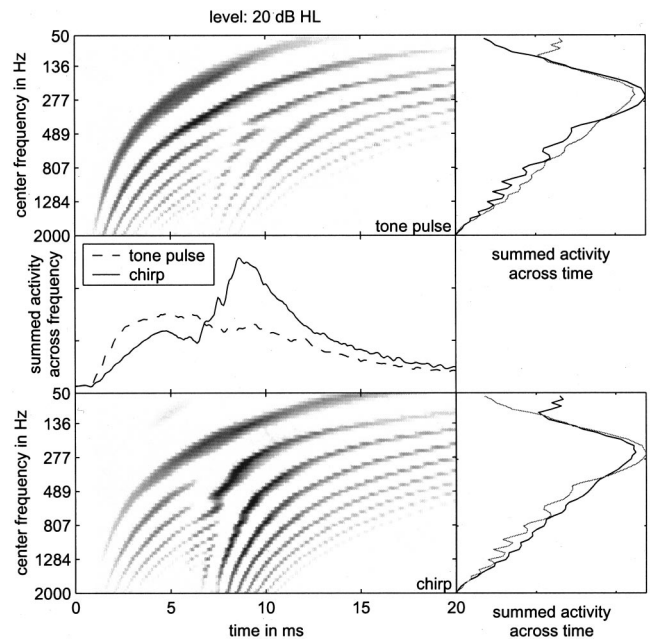 level: 20 dB HL
50
136
277
489
807
1284
2000
center frequency in Hz
tone pulse
summed activity
across time
tone pulse
chirp
summed activity
across frequency
50
136
277
489
807
1284
2000
center frequency in Hz
chirp
0 5 10 15 20
time in ms
summed activity
across time